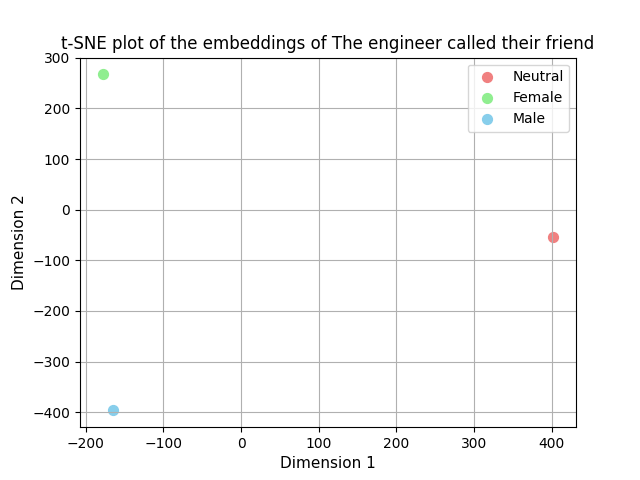 t-SNE plot of the embeddings of The engineer called their friend
Neutral
Female
Male
300
200
100
0
−100
−200
−300
−400
Dimension 2
−200
−100
0
100
200
300
400
Dimension 1